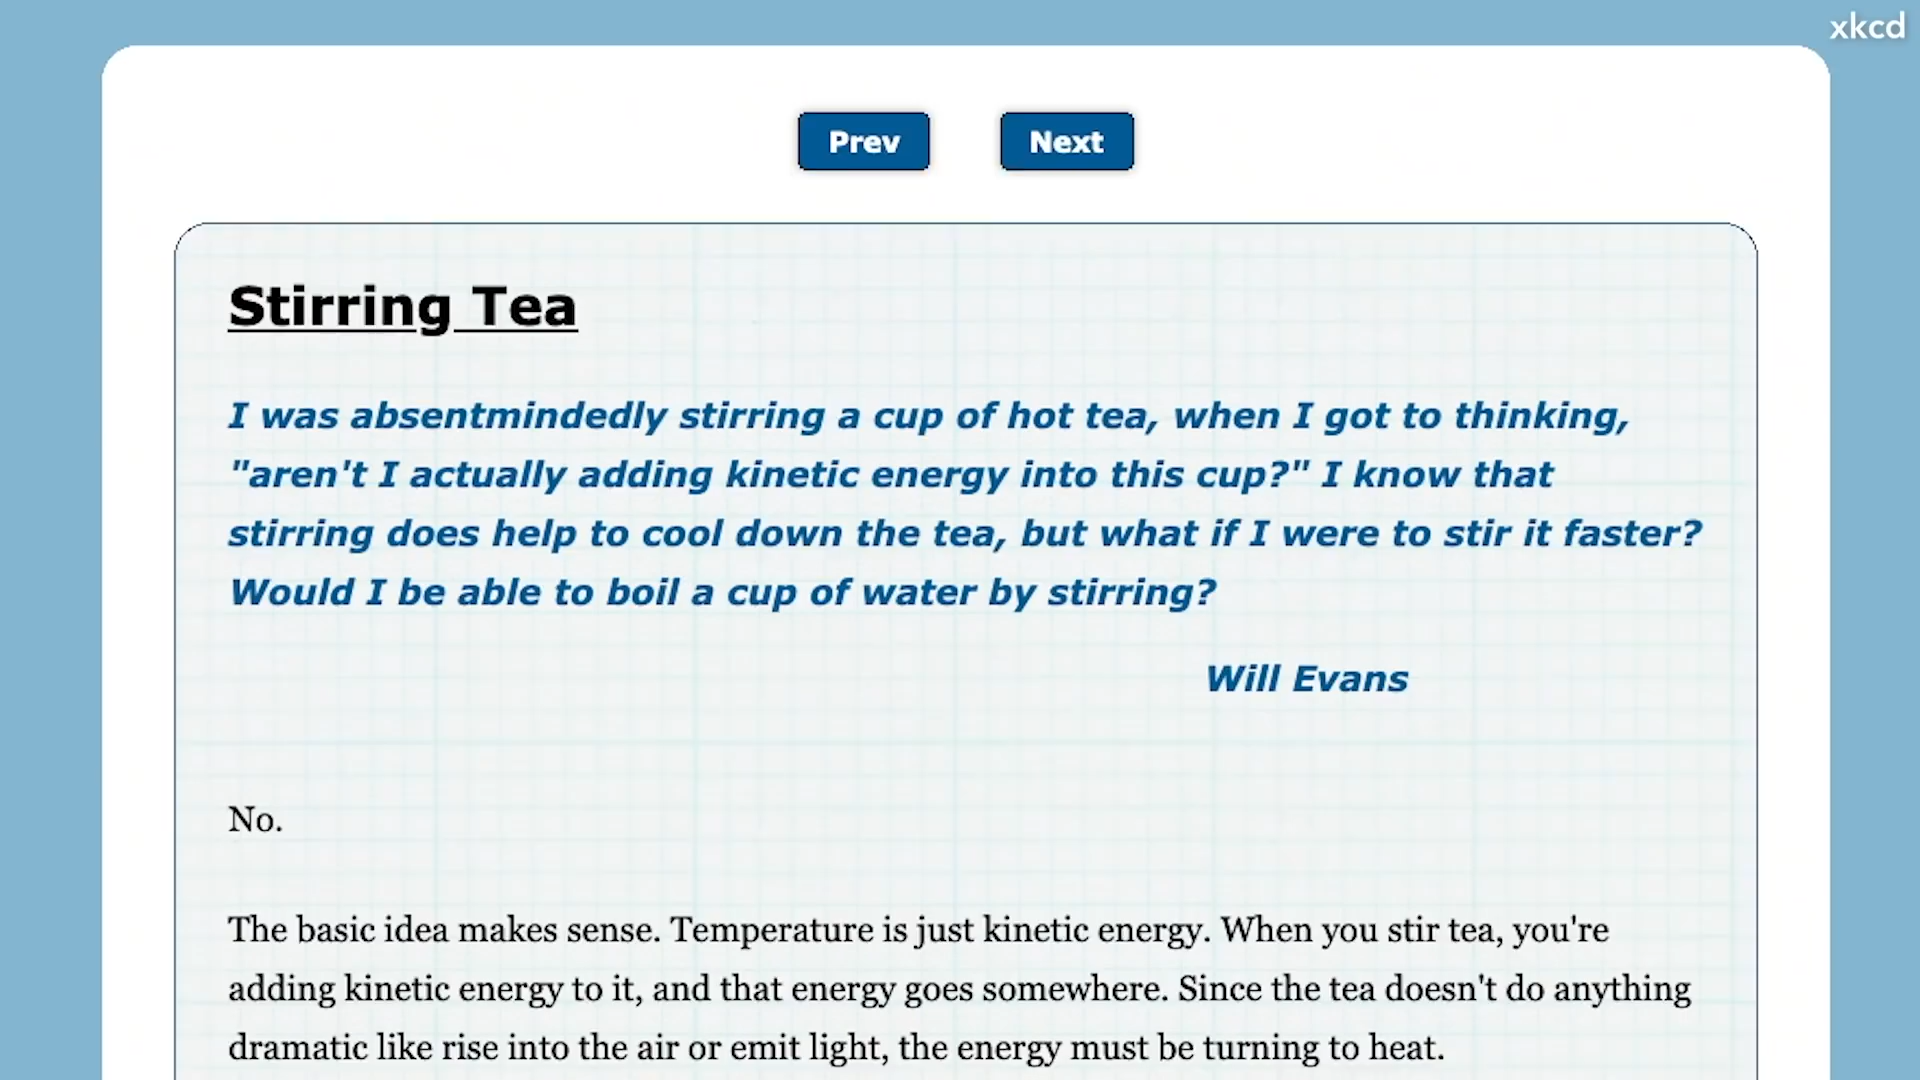 xkcd
Prev Next
Stirring Tea
I was absentmindedly stirring a cup of hot tea, when I got to thinking,
"aren't I actually adding kinetic energy into this cup?" I know that
stirring does help to cool down the tea, but what if I were to stir it faster?
Would I be able to boil a cup of water by stirring?
Will Evans
No.
The basic idea makes sense. Temperature is just kinetic energy. When you stir tea, you're
adding kinetic energy to it, and that energy goes somewhere. Since the tea doesn't do anything
dramatic like rise into the air or emit light, the energy must be turning to heat.